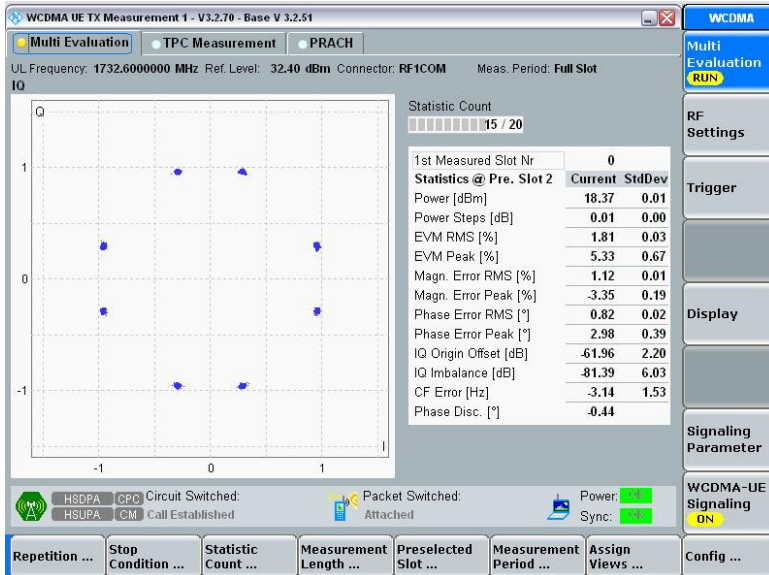 WCDMA UE TX Measurement 1 - V3.2.70 - Base V 3.2.51
WCDMA
Multi Evaluation
TPC Measurement
PRACH
Multi
Evaluation
RUN
UL Frequency: 1732.6000000 MHz Ref. Level: 32.40 dBm Connector: RF1COM Meas. Period: Full Slot
IQ
Q
1
0
-1
-1 0 1
I
Statistic Count
15 / 20
1st Measured Slot Nr 0
Statistics @ Pre. Slot 2 Current StdDev
Power [dBm] 18.37 0.01
Power Steps [dB] 0.01 0.00
EVM RMS [%] 1.81 0.03
EVM Peak [%] 5.33 0.67
Magn. Error RMS [%] 1.12 0.01
Magn. Error Peak [%] -3.35 0.19
Phase Error RMS [°] 0.82 0.02
Phase Error Peak [°] 2.98 0.39
IQ Origin Offset [dB] -61.96 2.20
IQ Imbalance [dB] -81.39 6.03
CF Error [Hz] -3.14 1.53
Phase Disc. [°] -0.44
RF
Settings
Trigger
Display
Signaling
Parameter
WCDMA-UE
Signaling
ON
HSDPA CPC Circuit Switched:
HSUPA CM Call Established
Packet Switched:
Attached
Power:
Sync:
Repetition ...
Stop
Condition ...
Statistic
Count ...
Measurement
Length ...
Preselected
Slot ...
Measurement
Period ...
Assign
Views ...
Config ...